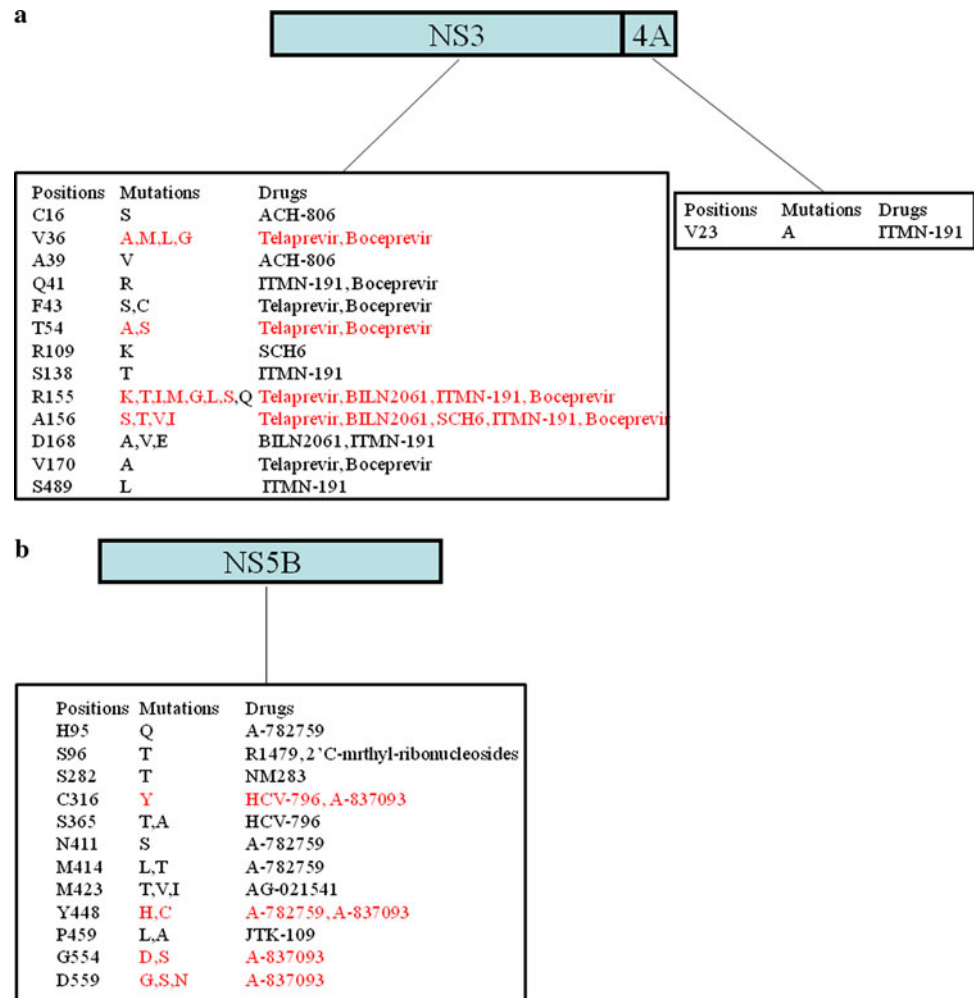 a
NS3 4A
Positions Mutations Drugs
C16 S ACH-806
V36 A,M,L,G Telaprevir,Boceprevir
A39 V ACH-806
Q41 R ITMN-191,Boceprevir
F43 S,C Telaprevir,Boceprevir
T54 A,S Telaprevir,Boceprevir
R109 K SCH6
S138 T ITMN-191
R155 K,T,I,M,G,L,S,Q Telaprevir,BILN2061,ITMN-191,Boceprevir
A156 S,T,V,I Telaprevir,BILN2061,SCH6,ITMN-191,Boceprevir
D168 A,V,E BILN2061,ITMN-191
V170 A Telaprevir,Boceprevir
S489 L ITMN-191
Positions Mutations Drugs
V23 A ITMN-191
b
NS5B
Positions Mutations Drugs
H95 Q A-782759
S96 T R1479,2’C-mrthyl-ribonucleosides
S282 T NM283
C316 Y HCV-796, A-837093
S365 T,A HCV-796
N411 S A-782759
M414 L,T A-782759
M423 T,V,I AG-021541
Y448 H,C A-782759,A-837093
P459 L,A JTK-109
G554 D,S A-837093
D559 G,S,N A-837093